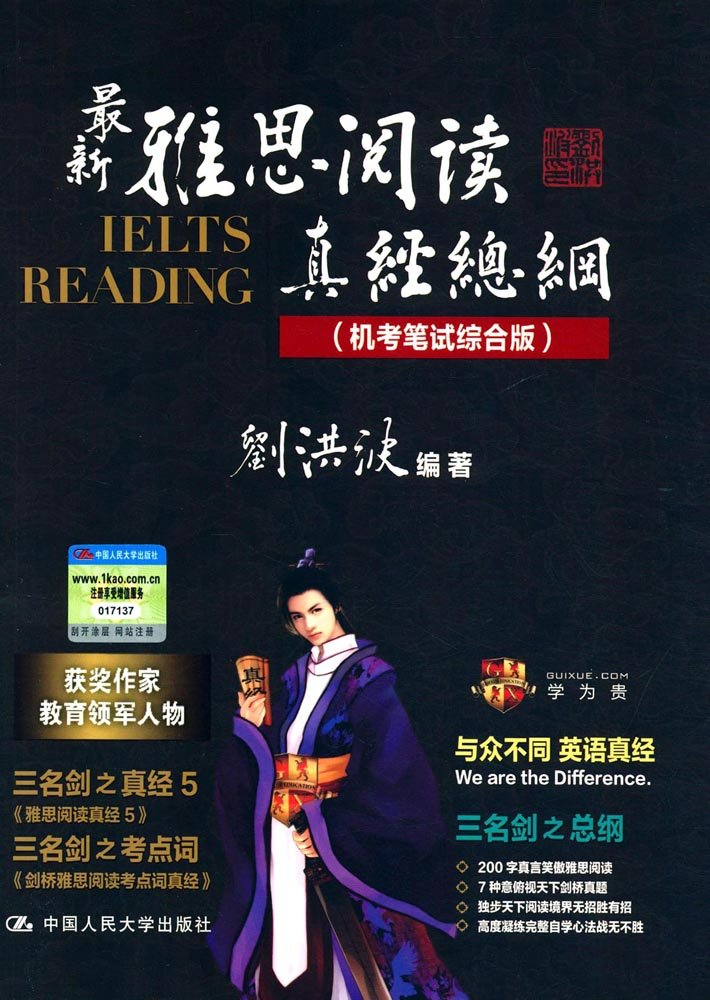 最新
雅思阅读
IELTS
READING
真經總綱
（机考笔试综合版）
劉洪波 编著
中国人民大学出版社
www.1kao.com.cn
注册享受增值服务
017137
刮开涂层 网站注册
获奖作家
教育领军人物
三名剑之真经5
《雅思阅读真经5》
三名剑之考点词
《剑桥雅思阅读考点词真经》
中国人民大学出版社
真经
EDUCATION
G E
G X
GUIXUE.COM
学为贵
与众不同 英语真经
We are the Difference.
三名剑之总纲
200字真言笑傲雅思阅读
7种意俯视天下剑桥真题
独步天下阅读境界无招胜有招
高度凝练完整自学心法战无不胜